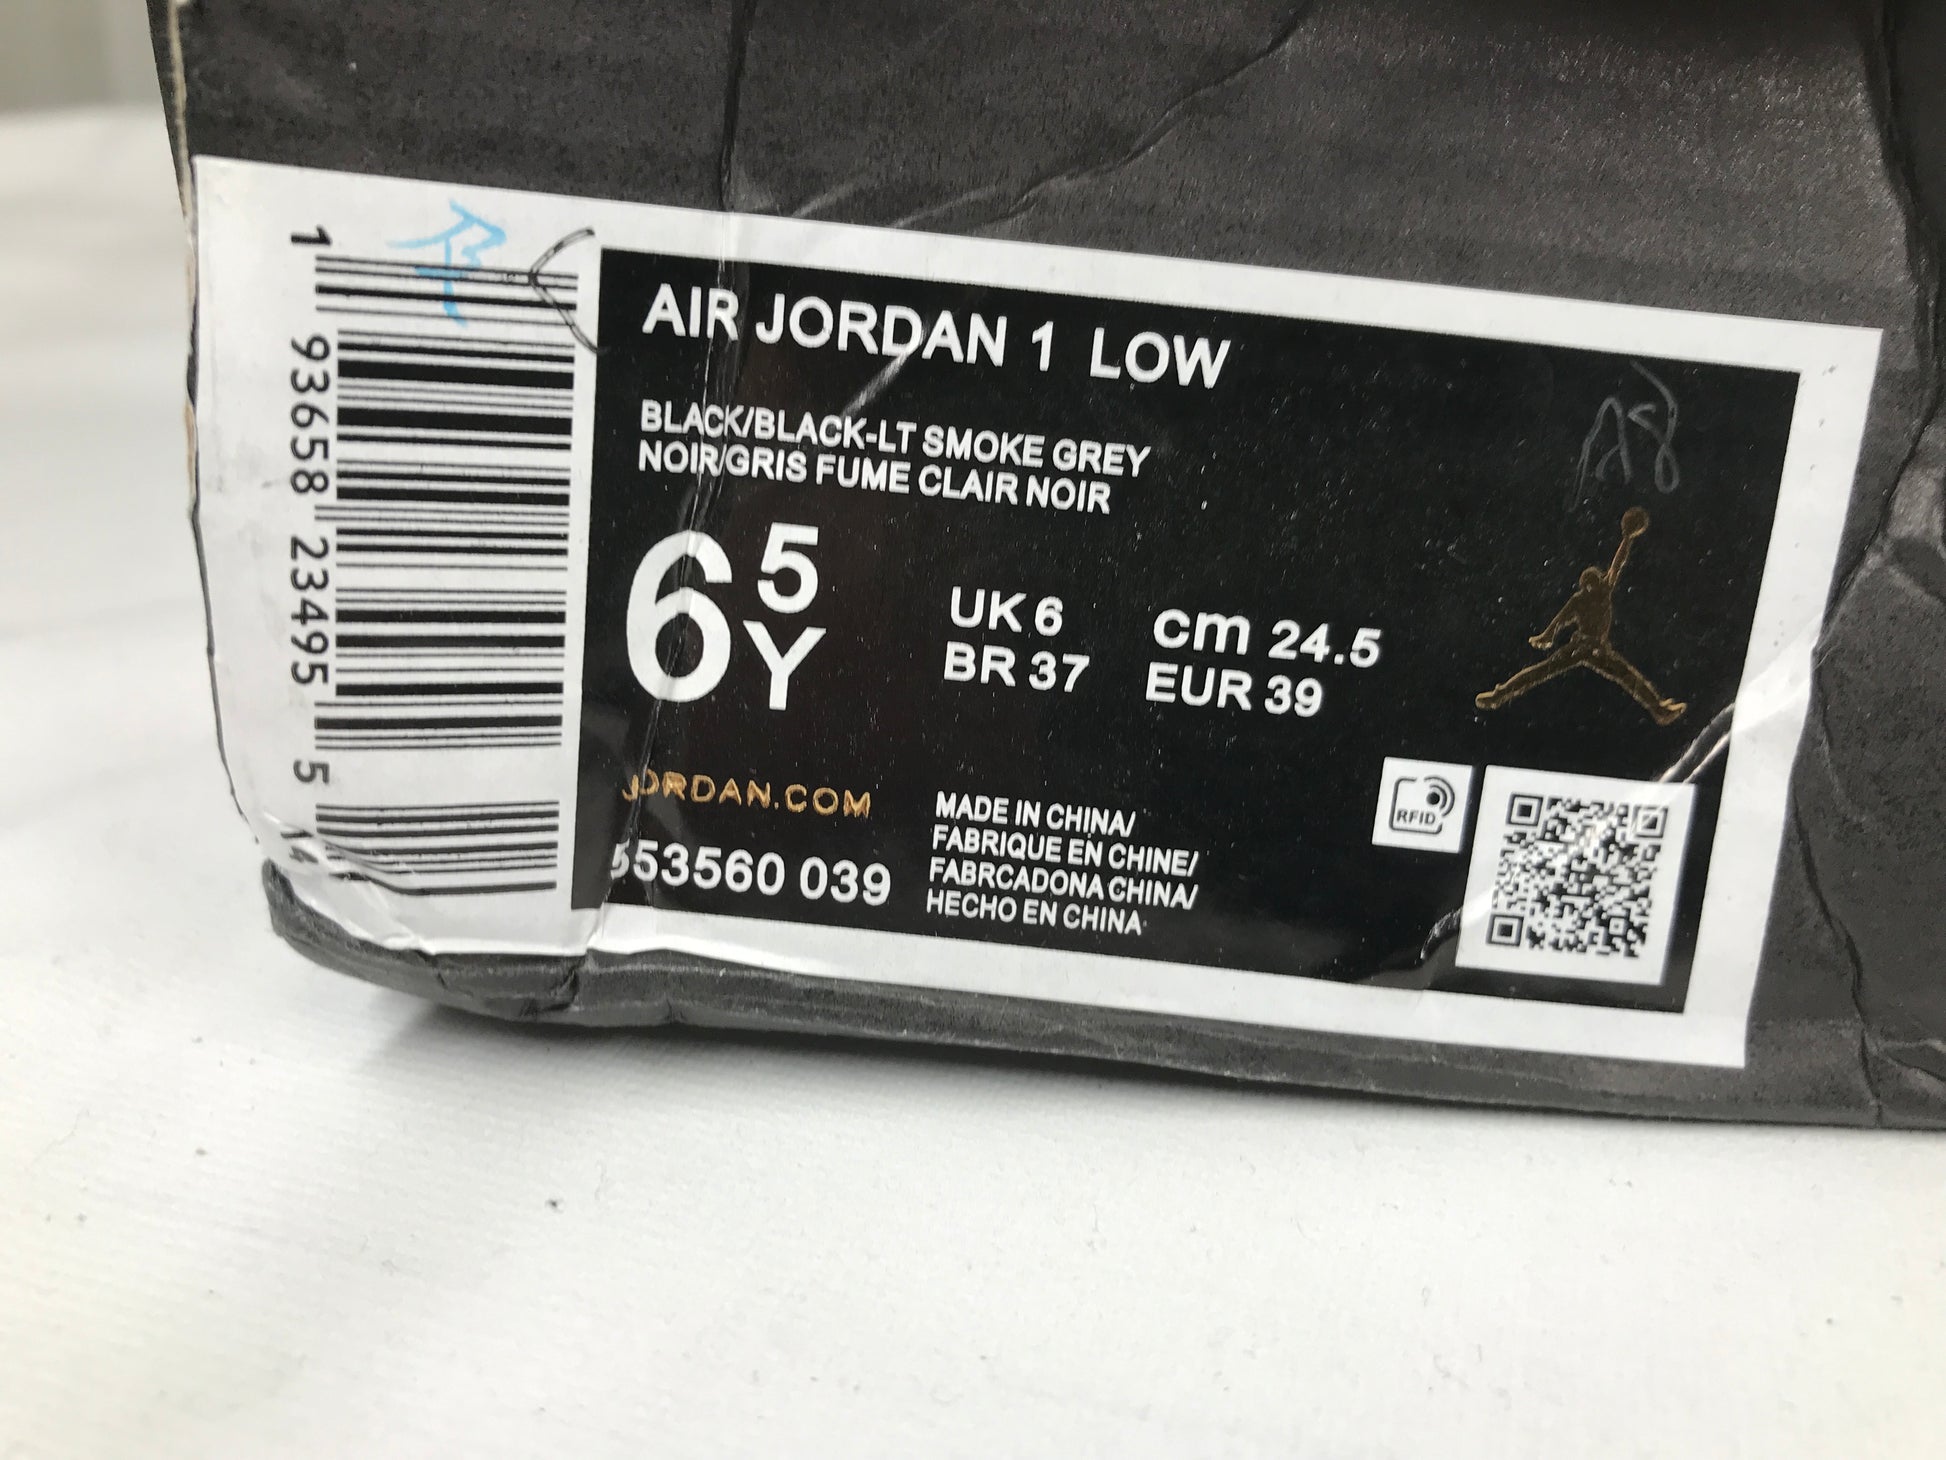 1 93658 23495 5 14
AIR JORDAN 1 LOW
BLACK/BLACK-LT SMOKE GREY
NOIR/GRIS FUME CLAIR NOIR
6 5 Y
UK 6 cm 24.5
BR 37 EUR 39
JORDAN.COM
553560 039
MADE IN CHINA/
FABRIQUE EN CHINE/
FABRCADONA CHINA/
HECHO EN CHINA
RFID